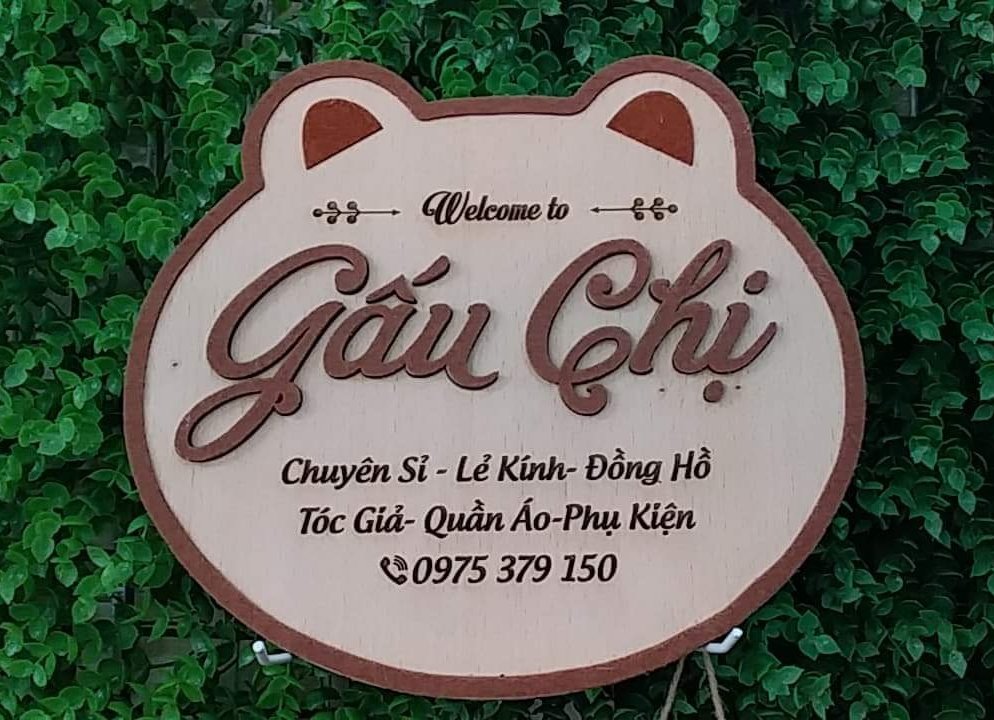 Welcome to
Gấu Chị
Chuyên Sỉ - Lẻ Kính- Đồng Hồ
Tóc Giả- Quần Áo-Phụ Kiện
0975 379 150